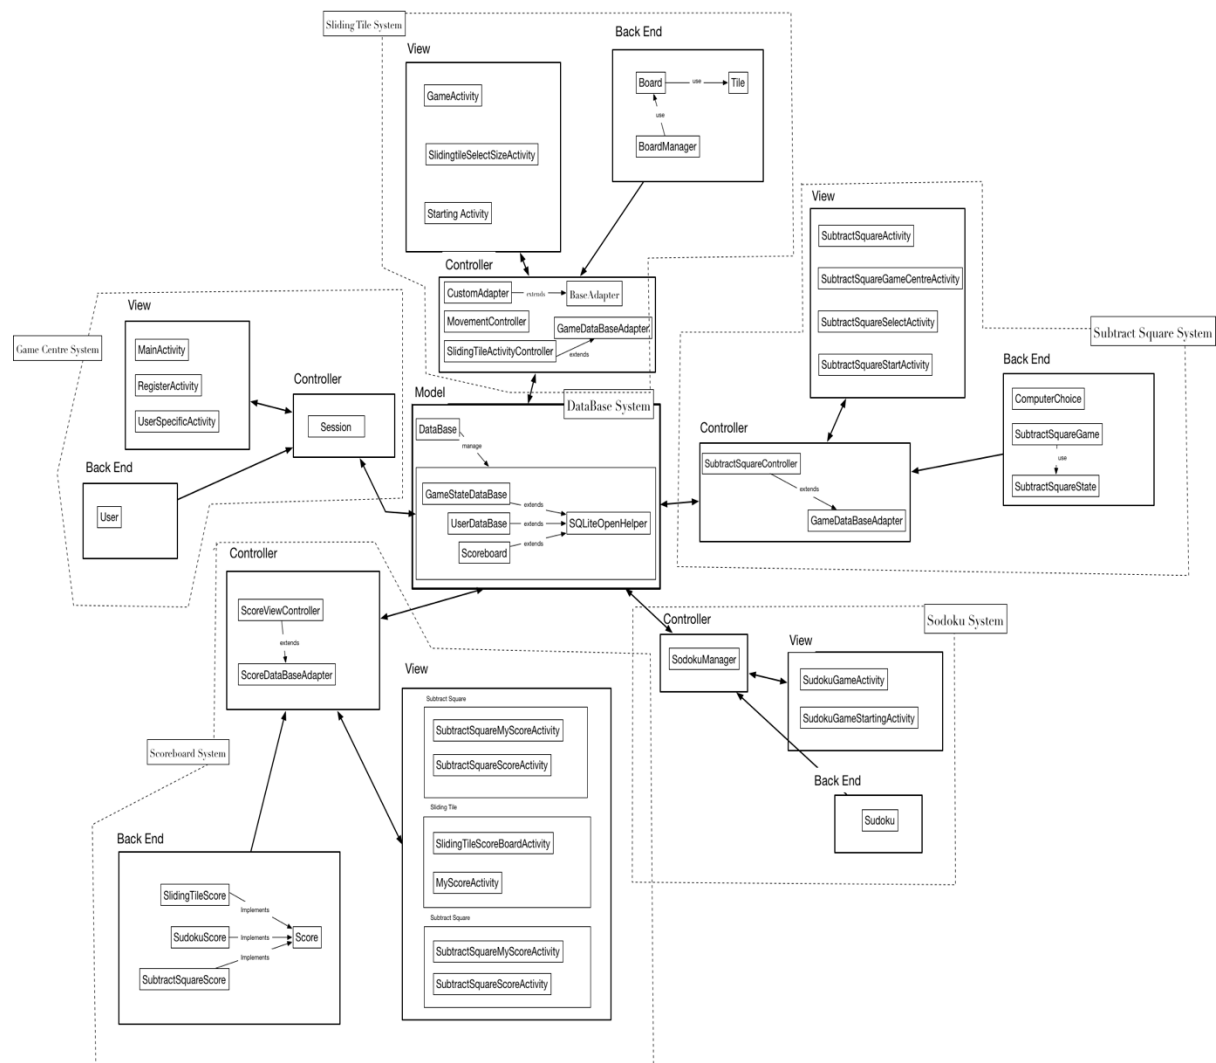 Sliding Tile System
View
GameActivity
SlidingtileSelectSizeActivity
Starting Activity
Back End
Board
use
Tile
use
BoardManager
Controller
CustomAdapter
extends
BaseAdapter
MovementController
GameDataBaseAdapter
SlidingTileActivityController
extends
Game Centre System
View
MainActivity
RegisterActivity
UserSpecificActivity
Controller
Session
Back End
User
Model
DataBase System
DataBase
manage
GameStateDataBase
extends
UserDataBase
extends
SQLiteOpenHelper
Scoreboard
extends
Subtract Square System
View
SubtractSquareActivity
SubtractSquareGameCentreActivity
SubtractSquareSelectActivity
SubtractSquareStartActivity
Back End
ComputerChoice
SubtractSquareGame
use
SubtractSquareState
Controller
SubtractSquareController
extends
GameDataBaseAdapter
Controller
ScoreViewController
extends
ScoreDataBaseAdapter
Scoreboard System
Back End
SlidingTileScore
Implements
SudokuScore
Implements
Score
Implements
SubtractSquareScore
View
Subtract Square
SubtractSquareMyScoreActivity
SubtractSquareScoreActivity
Sliding Tile
SlidingTileScoreBoardActivity
MyScoreActivity
Subtract Square
SubtractSquareMyScoreActivity
SubtractSquareScoreActivity
Sodoku System
Controller
SodokuManager
View
SudokuGameActivity
SudokuGameStartingActivity
Back End
Sudoku